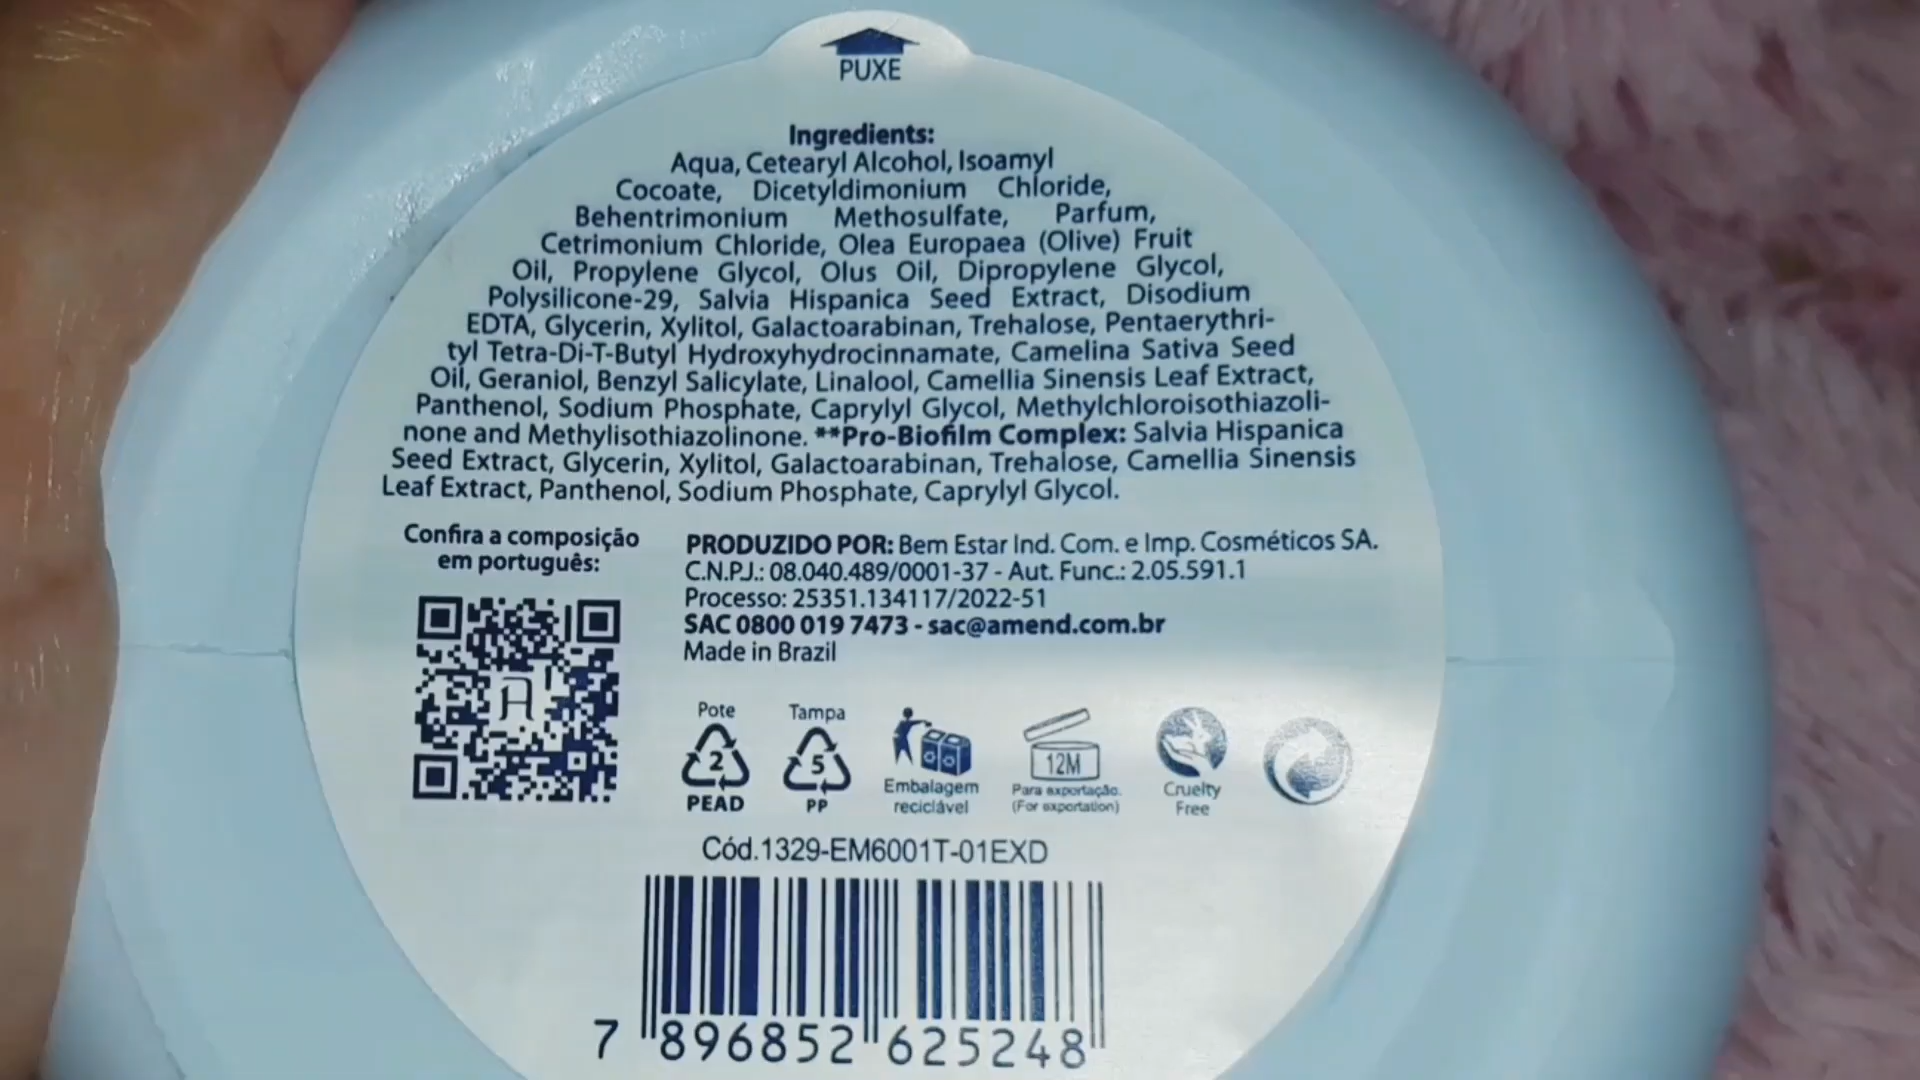 PUXE
Ingredients:
Aqua, Cetearyl Alcohol, Isoamyl
Cocoate, Dicetyldimonium Chloride,
Behentrimonium Methosulfate, Parfum,
Cetrimonium Chloride, Olea Europaea (Olive) Fruit
Oil, Propylene Glycol, Olus Oil, Dipropylene Glycol,
Polysilicone-29, Salvia Hispanica Seed Extract, Disodium
EDTA, Glycerin, Xylitol, Galactoarabinan, Trehalose, Pentaerythri-
tyl Tetra-Di-T-Butyl Hydroxyhydrocinnamate, Camelina Sativa Seed
Oil, Geraniol, Benzyl Salicylate, Linalool, Camellia Sinensis Leaf Extract,
Panthenol, Sodium Phosphate, Caprylyl Glycol, Methylchloroisothiazoli-
none and Methylisothiazolinone. **Pro-Biofilm Complex: Salvia Hispanica
Seed Extract, Glycerin, Xylitol, Galactoarabinan, Trehalose, Camellia Sinensis
Leaf Extract, Panthenol, Sodium Phosphate, Caprylyl Glycol.
Confira a composição
em português:
A
PRODUZIDO POR: Bem Estar Ind. Com. e Imp. Cosméticos SA.
C.N.P.J.: 08.040.489/0001-37 - Aut. Func.: 2.05.591.1
Processo: 25351.134117/2022-51
SAC 0800 019 7473 - sac@amend.com.br
Made in Brazil
Pote
2
PEAD
Tampa
5
PP
Embalagem
reciclável
12M
Para exportação.
(For exportation)
Cruelty
Free
Cód.1329-EM6001T-01EXD
7 896852 625248